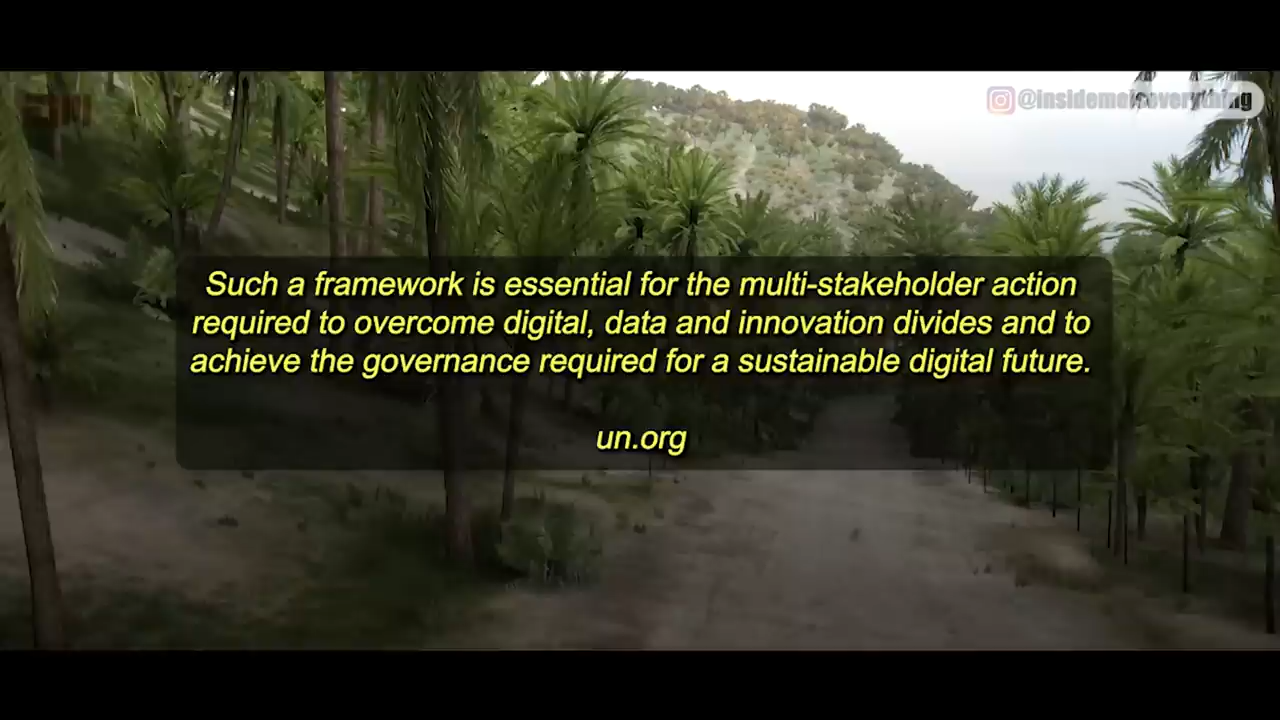 @insidemeiseverything
Such a framework is essential for the multi-stakeholder action
required to overcome digital, data and innovation divides and to
achieve the governance required for a sustainable digital future.
un.org